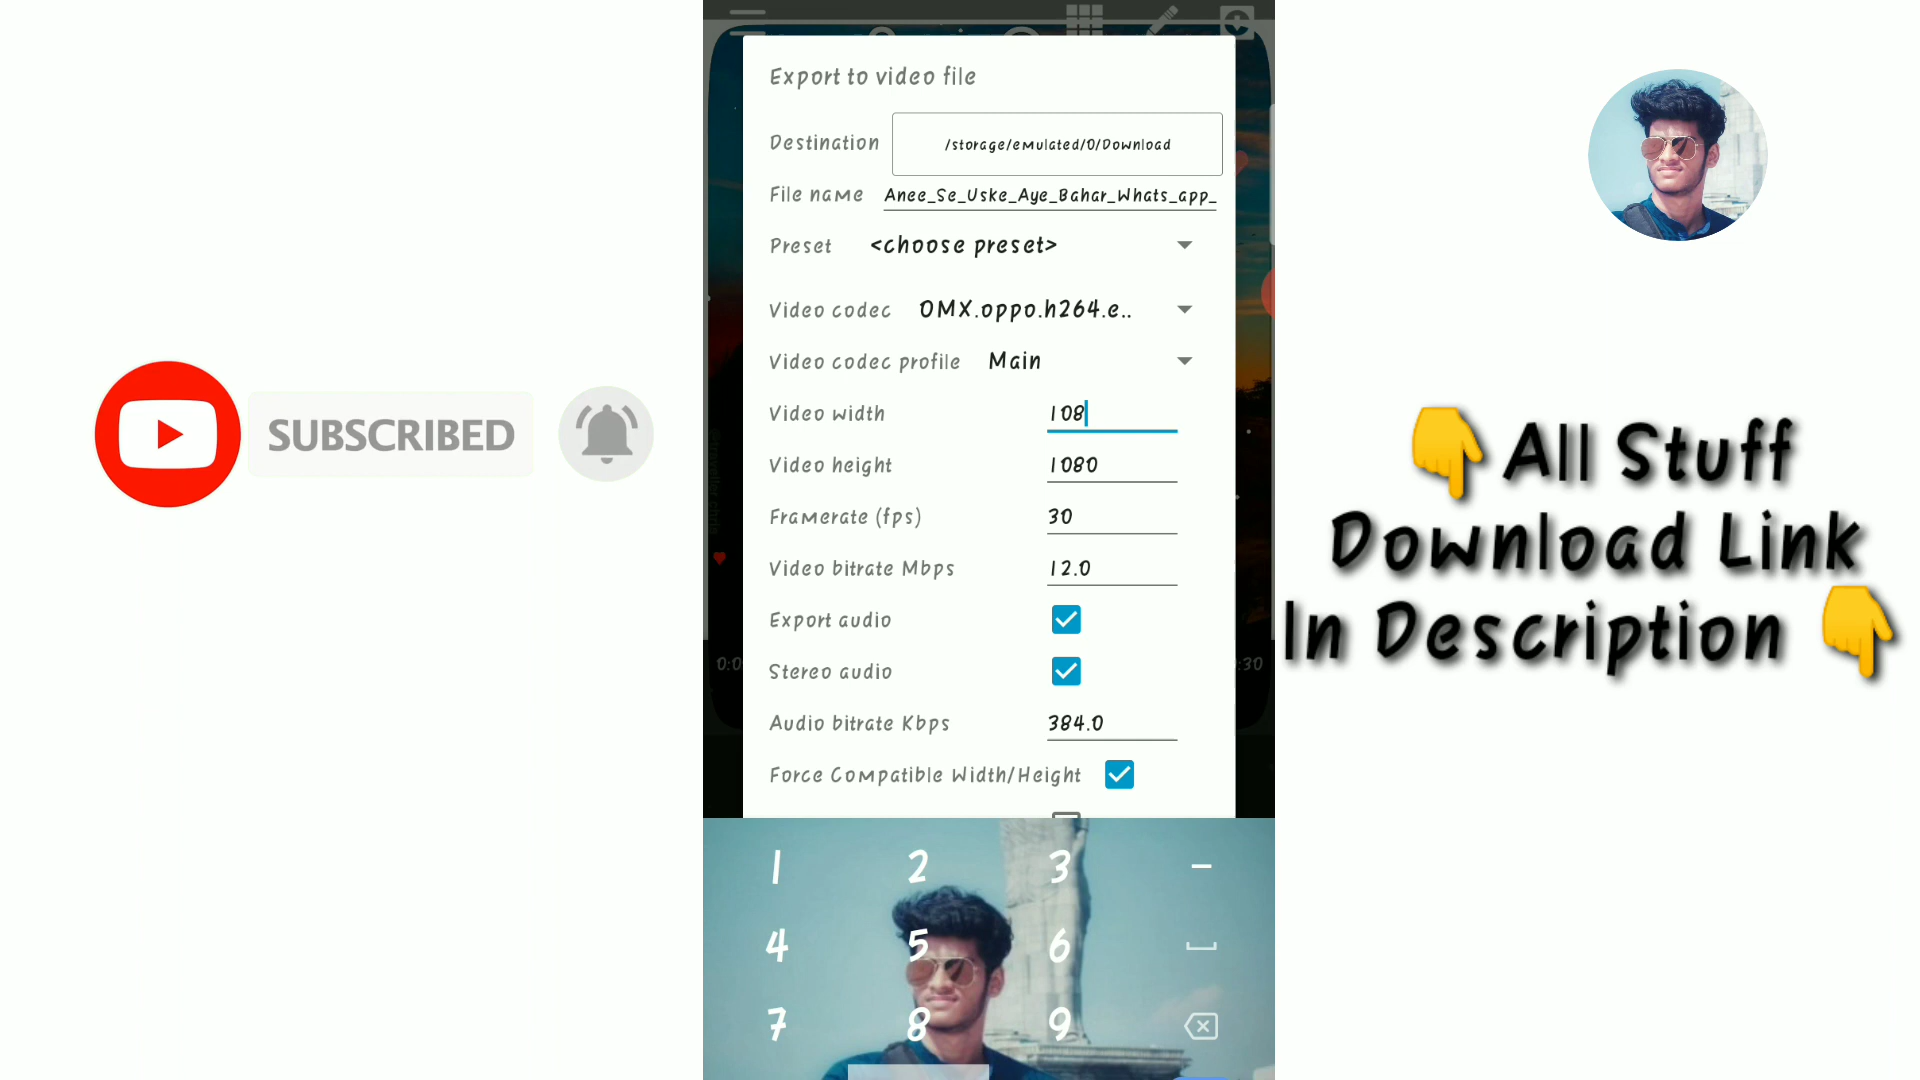 Export to video file
Destination /storage/emulated/0/Download
File name Anee_Se_Uske_Aye_Bahar_Whats_app_
Preset <choose preset>
Video codec OMX.oppo.h264.e..
Video codec profile Main
Video width 108
Video height 1080
Framerate (fps) 30
Video bitrate Mbps 12.0
Export audio
Stereo audio
Audio bitrate Kbps 384.0
Force Compatible Width/Height
0:0
:30
1 2 3 –
4 5 6
7 8 9
SUBSCRIBED
👇All Stuff
Download Link
In Description 👇